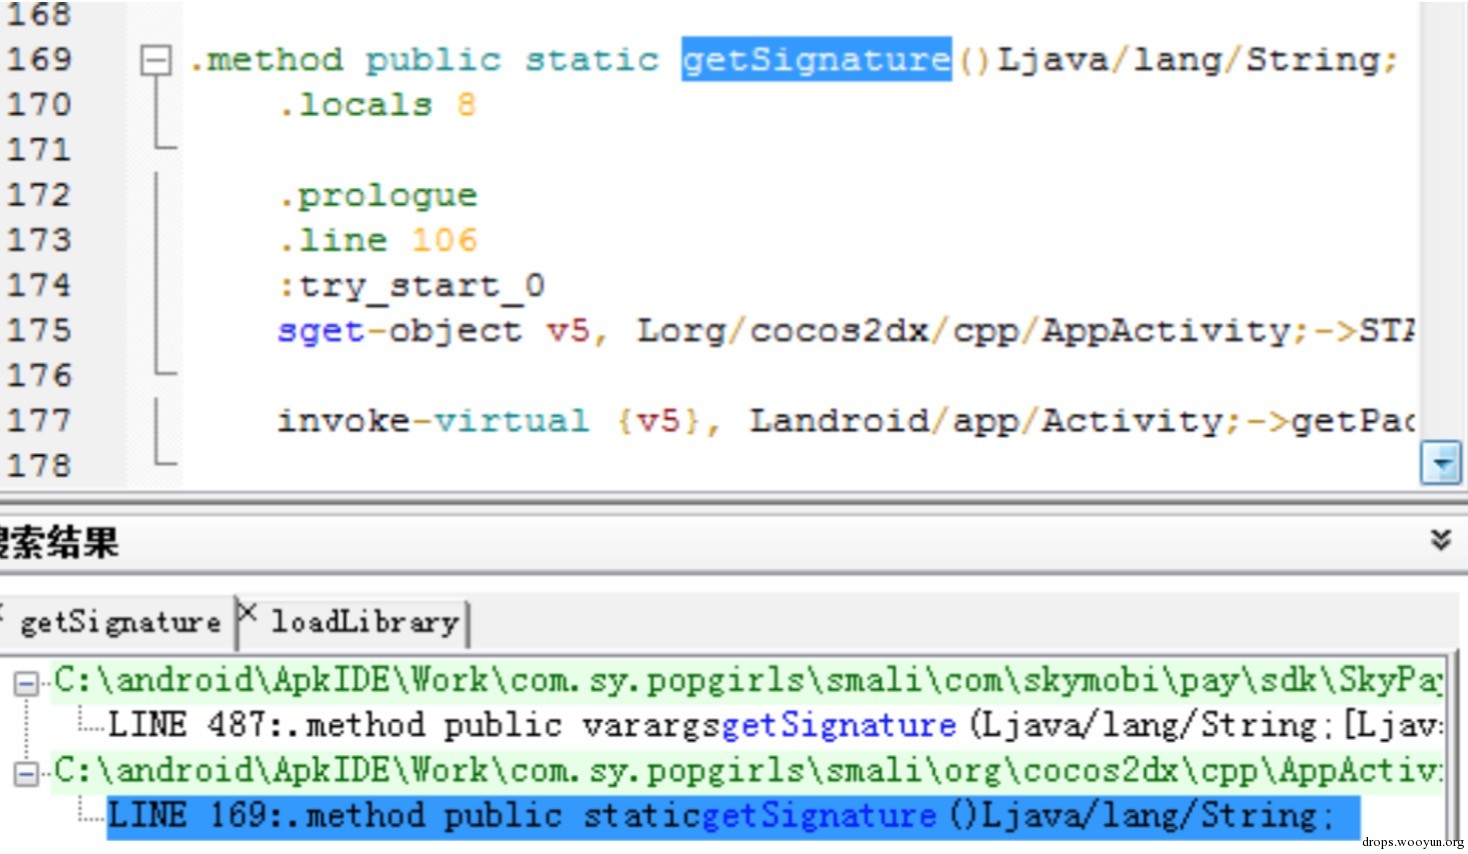 168
169 .method public static getSignature()Ljava/lang/String;
170 .locals 8
171
172 .prologue
173 .line 106
174 :try_start_0
175 sget-object v5, Lorg/cocos2dx/cpp/AppActivity;->STA
176
177 invoke-virtual {v5}, Landroid/app/Activity;->getPac
178
搜索结果
getSignature × loadLibrary
C:\android\ApkIDE\Work\com.sy.popgirls\smali\com\skymobi\pay\sdk\SkyPay
LINE 487:.method public varargsgetSignature(Ljava/lang/String;[Ljav
C:\android\ApkIDE\Work\com.sy.popgirls\smali\org\cocos2dx\cpp\AppActiv
LINE 169:.method public staticgetSignature()Ljava/lang/String;
drops.wooyun.org